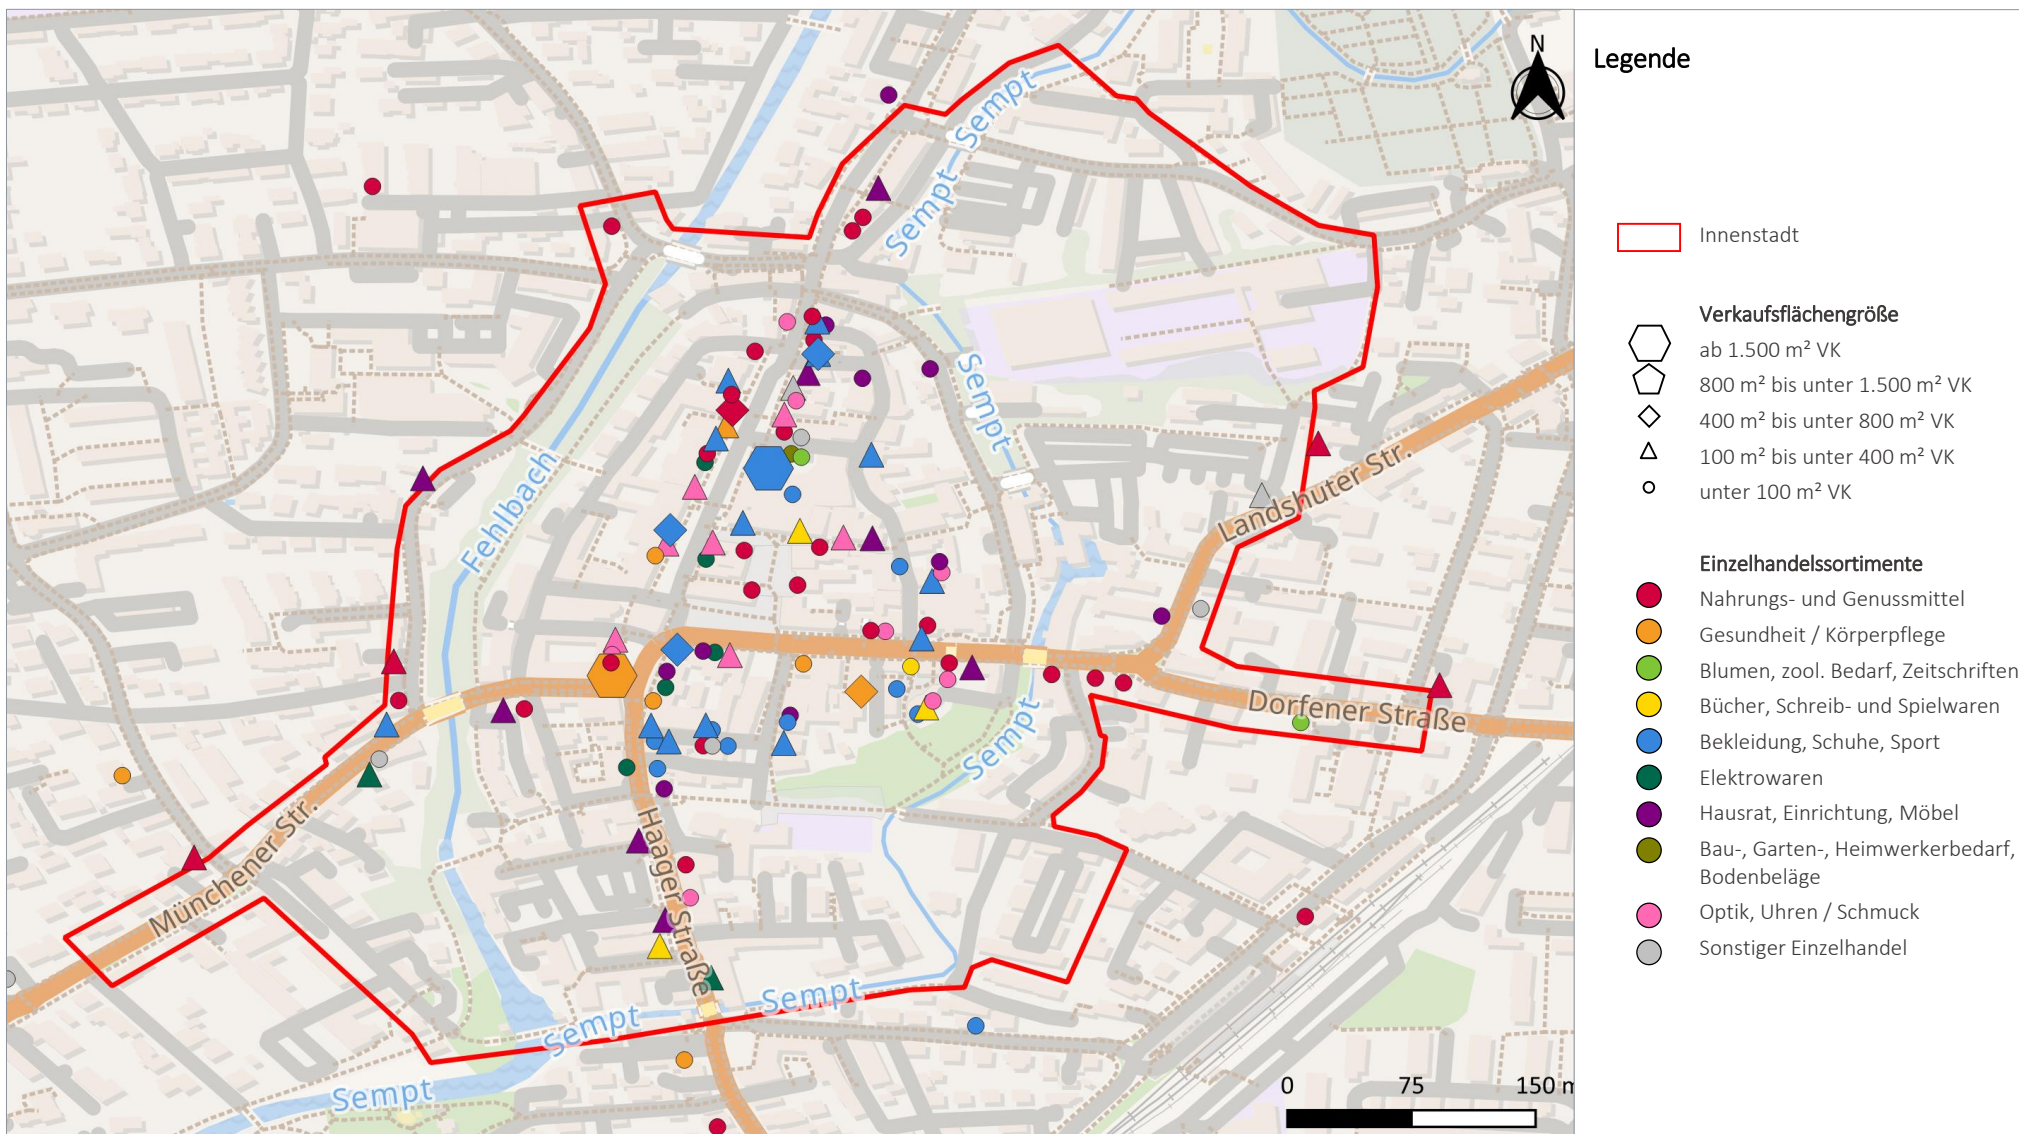 N
Legende
Innenstadt
Verkaufsflächengröße
ab 1.500 m² VK
800 m² bis unter 1.500 m² VK
400 m² bis unter 800 m² VK
100 m² bis unter 400 m² VK
unter 100 m² VK
Einzelhandelssortimente
Nahrungs- und Genussmittel
Gesundheit / Körperpflege
Blumen, zool. Bedarf, Zeitschriften
Bücher, Schreib- und Spielwaren
Bekleidung, Schuhe, Sport
Elektrowaren
Hausrat, Einrichtung, Möbel
Bau-, Garten-, Heimwerkerbedarf,
Bodenbeläge
Optik, Uhren / Schmuck
Sonstiger Einzelhandel
Sempt
Sempt
Sempt
Fehlbach
Landshuter Str.
Dorfener Straße
Sempt
Münchener Str.
Haager Straße
Sempt
Sempt
Sempt
0 75 150 m